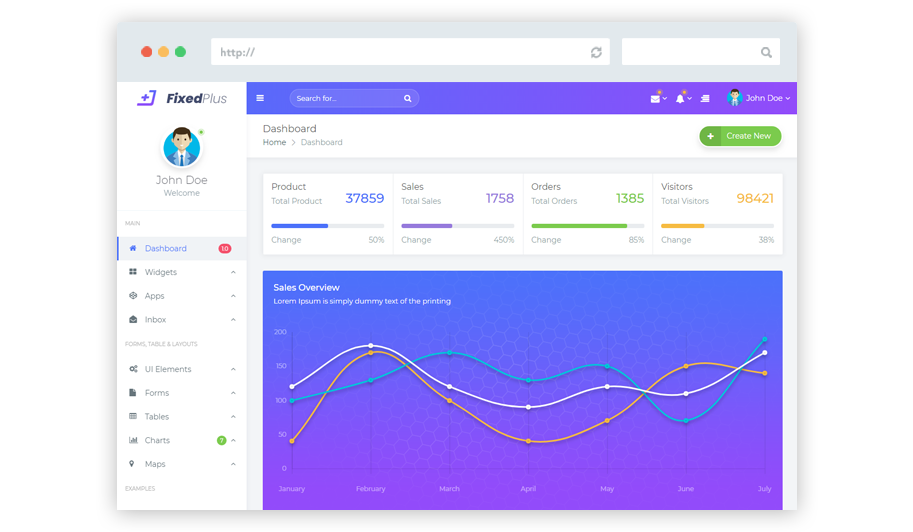 http://
FixedPlus
Search for...
John Doe
John Doe
Welcome
Dashboard
Home > Dashboard
+ Create New
MAIN
Dashboard 10
Widgets
Apps
Inbox
FORMS, TABLE & LAYOUTS
UI Elements
Forms
Tables
Charts 7
Maps
EXAMPLES
Product
Total Product 37859
Change 50%
Sales
Total Sales 1758
Change 450%
Orders
Total Orders 1385
Change 85%
Visitors
Total Visitors 98421
Change 38%
Sales Overview
Lorem Ipsum is simply dummy text of the printing
200
150
100
50
0
January February March April May June July